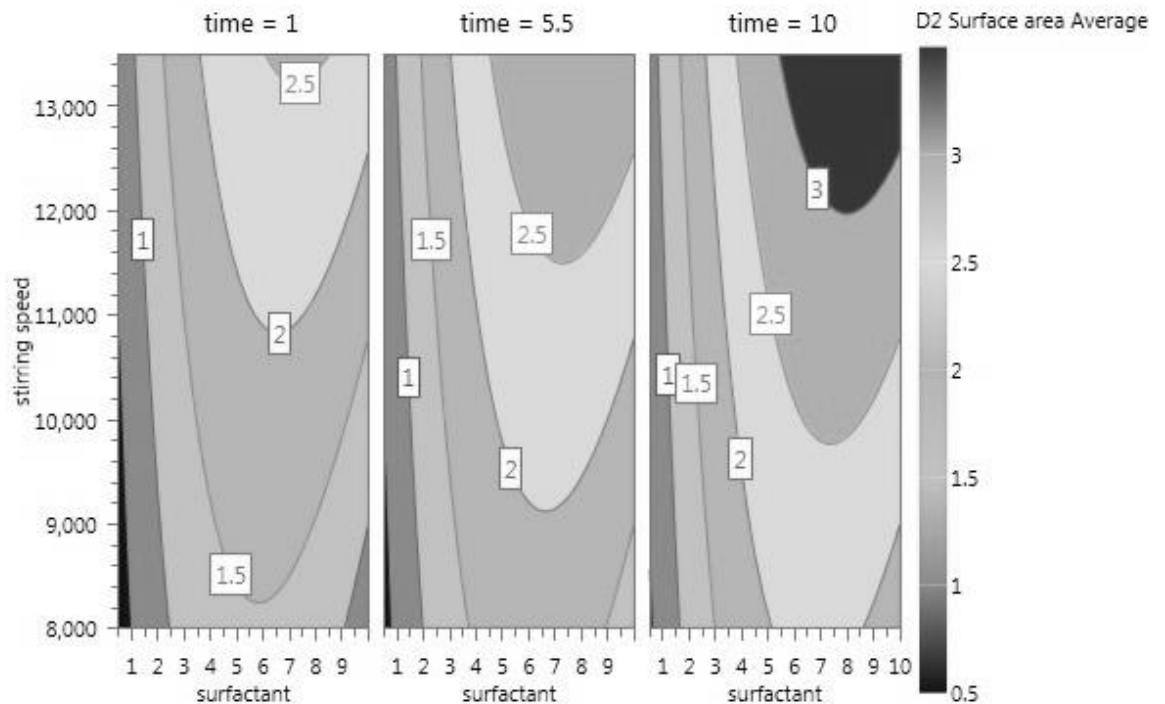 time = 1
time = 5.5
time = 10
D2 Surface area Average
stirring speed
13,000
12,000
11,000
10,000
9,000
8,000
2.5
2
1.5
1
2.5
1.5
1
2
3
2.5
1
1.5
2
3
2.5
2
1.5
1
0.5
1 2 3 4 5 6 7 8 9
1 2 3 4 5 6 7 8 9
1 2 3 4 5 6 7 8 9 10
surfactant
surfactant
surfactant